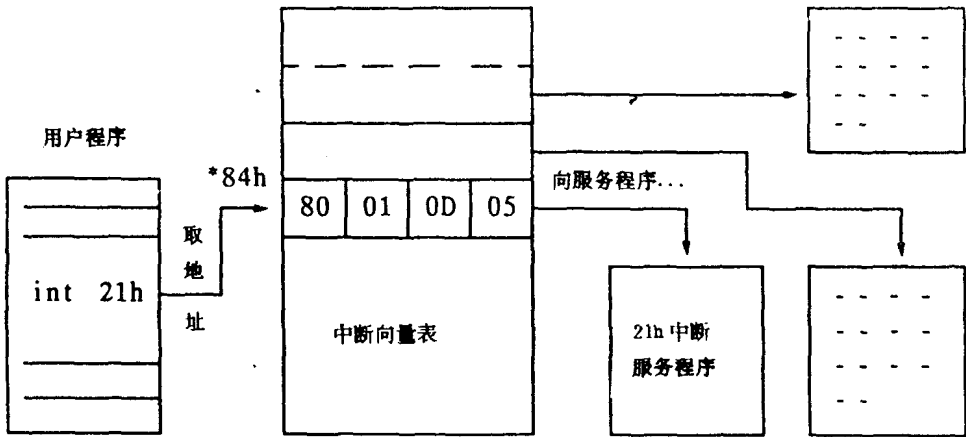 用户程序
*84h
80 01 0D 05
向服务程序...
取
地
址
int 21h
中断向量表
21h 中断
服务程序